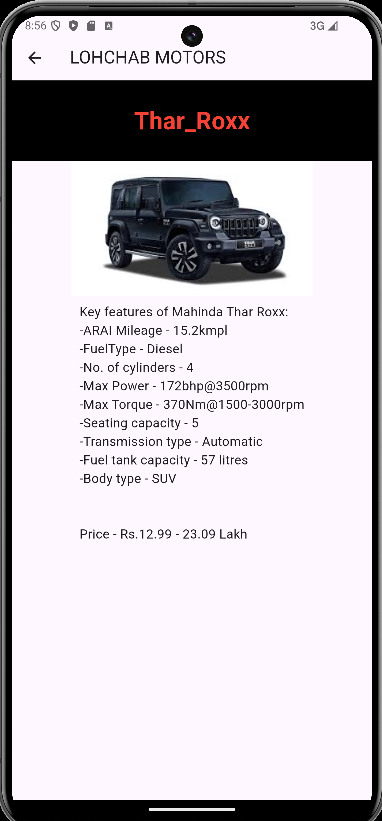 8:56
3G
LOHCHAB MOTORS
Thar_Roxx
Key features of Mahinda Thar Roxx:
-ARAI Mileage - 15.2kmpl
-FuelType - Diesel
-No. of cylinders - 4
-Max Power - 172bhp@3500rpm
-Max Torque - 370Nm@1500-3000rpm
-Seating capacity - 5
-Transmission type - Automatic
-Fuel tank capacity - 57 litres
-Body type - SUV
Price - Rs.12.99 - 23.09 Lakh